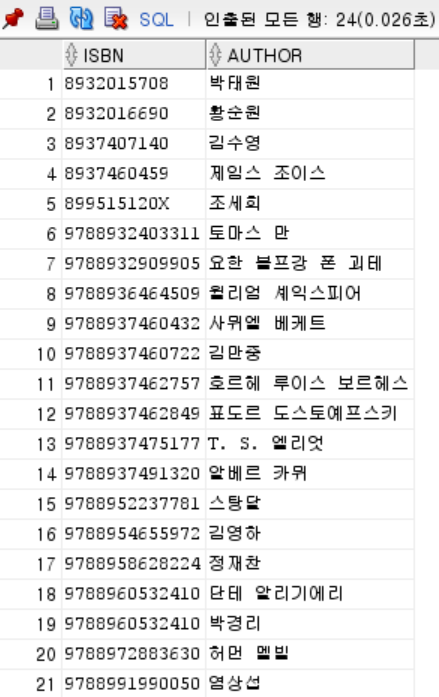 SQL | 인출된 모든 행: 24(0.026초)
ISBN AUTHOR
1 8932015708 박태원
2 8932016690 황순원
3 8937407140 김수영
4 8937460459 제임스 조이스
5 899515120X 조세희
6 9788932403311 토마스 만
7 9788932909905 요한 볼프강 폰 괴테
8 9788936464509 윌리엄 셰익스피어
9 9788937460432 사뮈엘 베케트
10 9788937460722 김만중
11 9788937462757 호르헤 루이스 보르헤스
12 9788937462849 표도르 도스토예프스키
13 9788937475177 T. S. 엘리엇
14 9788937491320 알베르 카뮈
15 9788952237781 스탕달
16 9788954655972 김영하
17 9788958628224 정재찬
18 9788960532410 단테 알리기에리
19 9788960532410 박경리
20 9788972883630 허먼 멜빌
21 9788991990050 염상섭